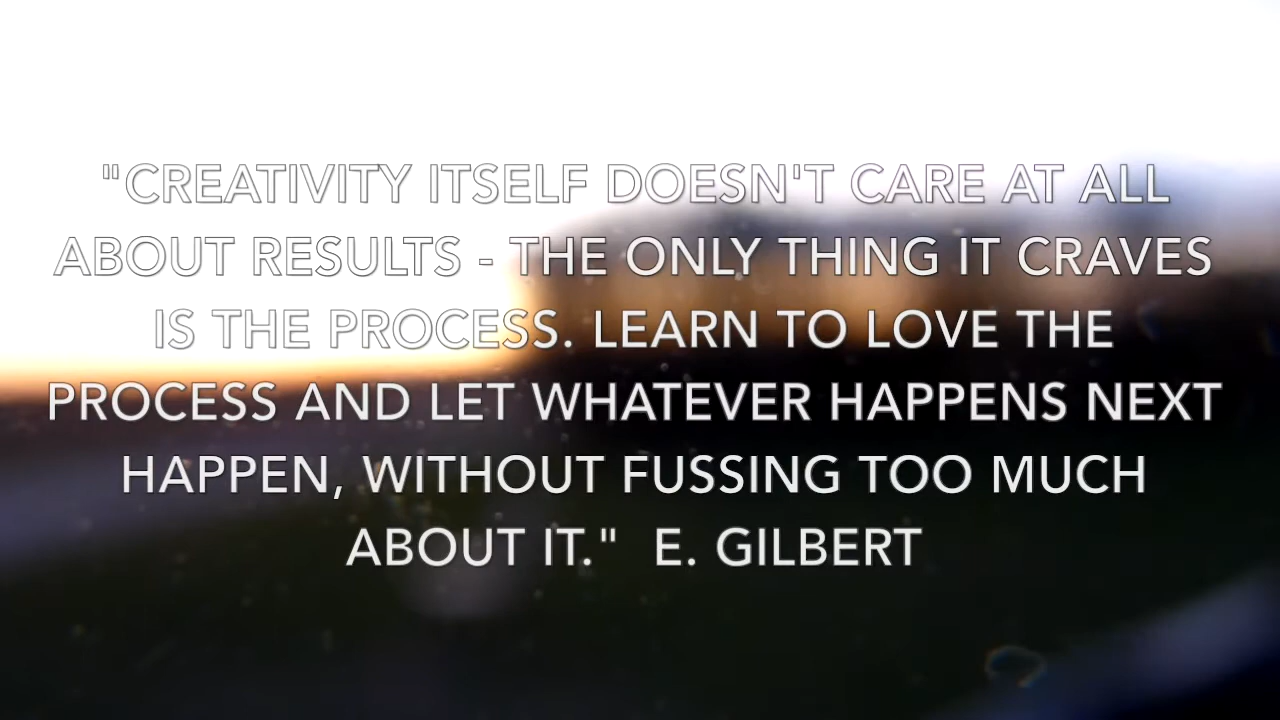 "CREATIVITY ITSELF DOESN'T CARE AT ALL
ABOUT RESULTS - THE ONLY THING IT CRAVES
IS THE PROCESS. LEARN TO LOVE THE
PROCESS AND LET WHATEVER HAPPENS NEXT
HAPPEN, WITHOUT FUSSING TOO MUCH
ABOUT IT."  E. GILBERT